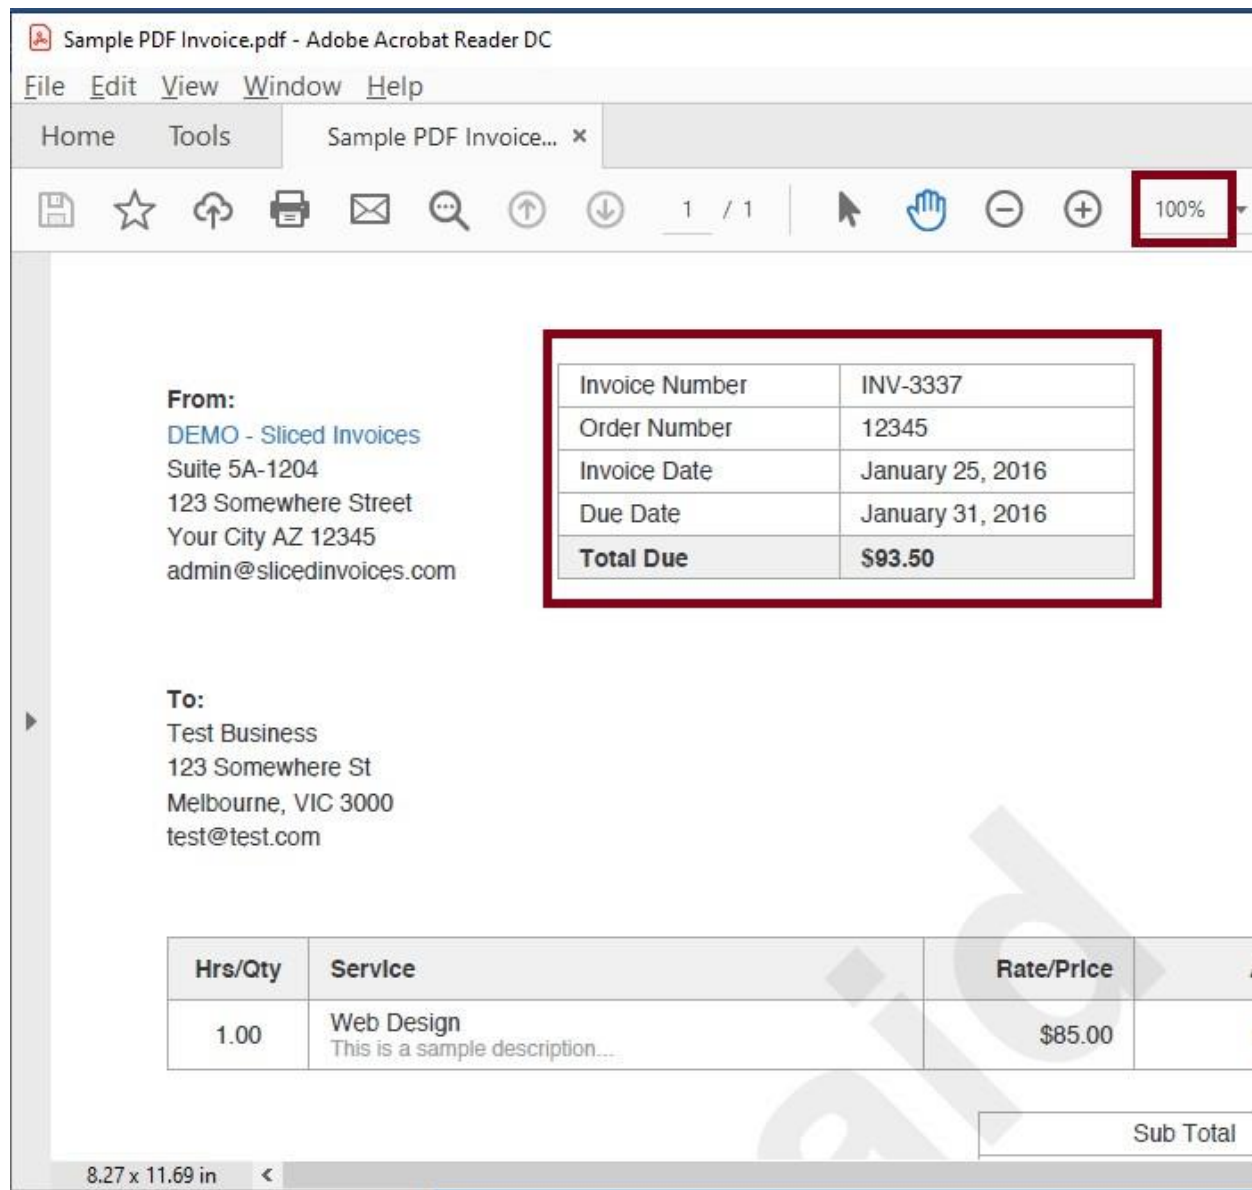 Sample PDF Invoice.pdf - Adobe Acrobat Reader DC
File Edit View Window Help
Home Tools Sample PDF Invoice... ×
1 / 1 100%
From:
DEMO - Sliced Invoices
Suite 5A-1204
123 Somewhere Street
Your City AZ 12345
admin@slicedinvoices.com
Invoice Number INV-3337
Order Number 12345
Invoice Date January 25, 2016
Due Date January 31, 2016
Total Due $93.50
To:
Test Business
123 Somewhere St
Melbourne, VIC 3000
test@test.com
Hrs/Qty Service Rate/Price
1.00 Web Design $85.00
This is a sample description...
aid
Sub Total
8.27 x 11.69 in